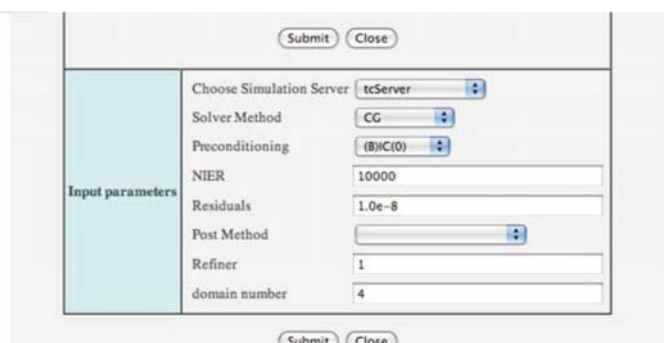 Submit Close
Choose Simulation Server tcServer
Solver Method CG
Preconditioning (B)IC(0)
Input parameters
NIER 10000
Residuals 1.0e-8
Post Method
Refiner 1
domain number 4
Submit Close